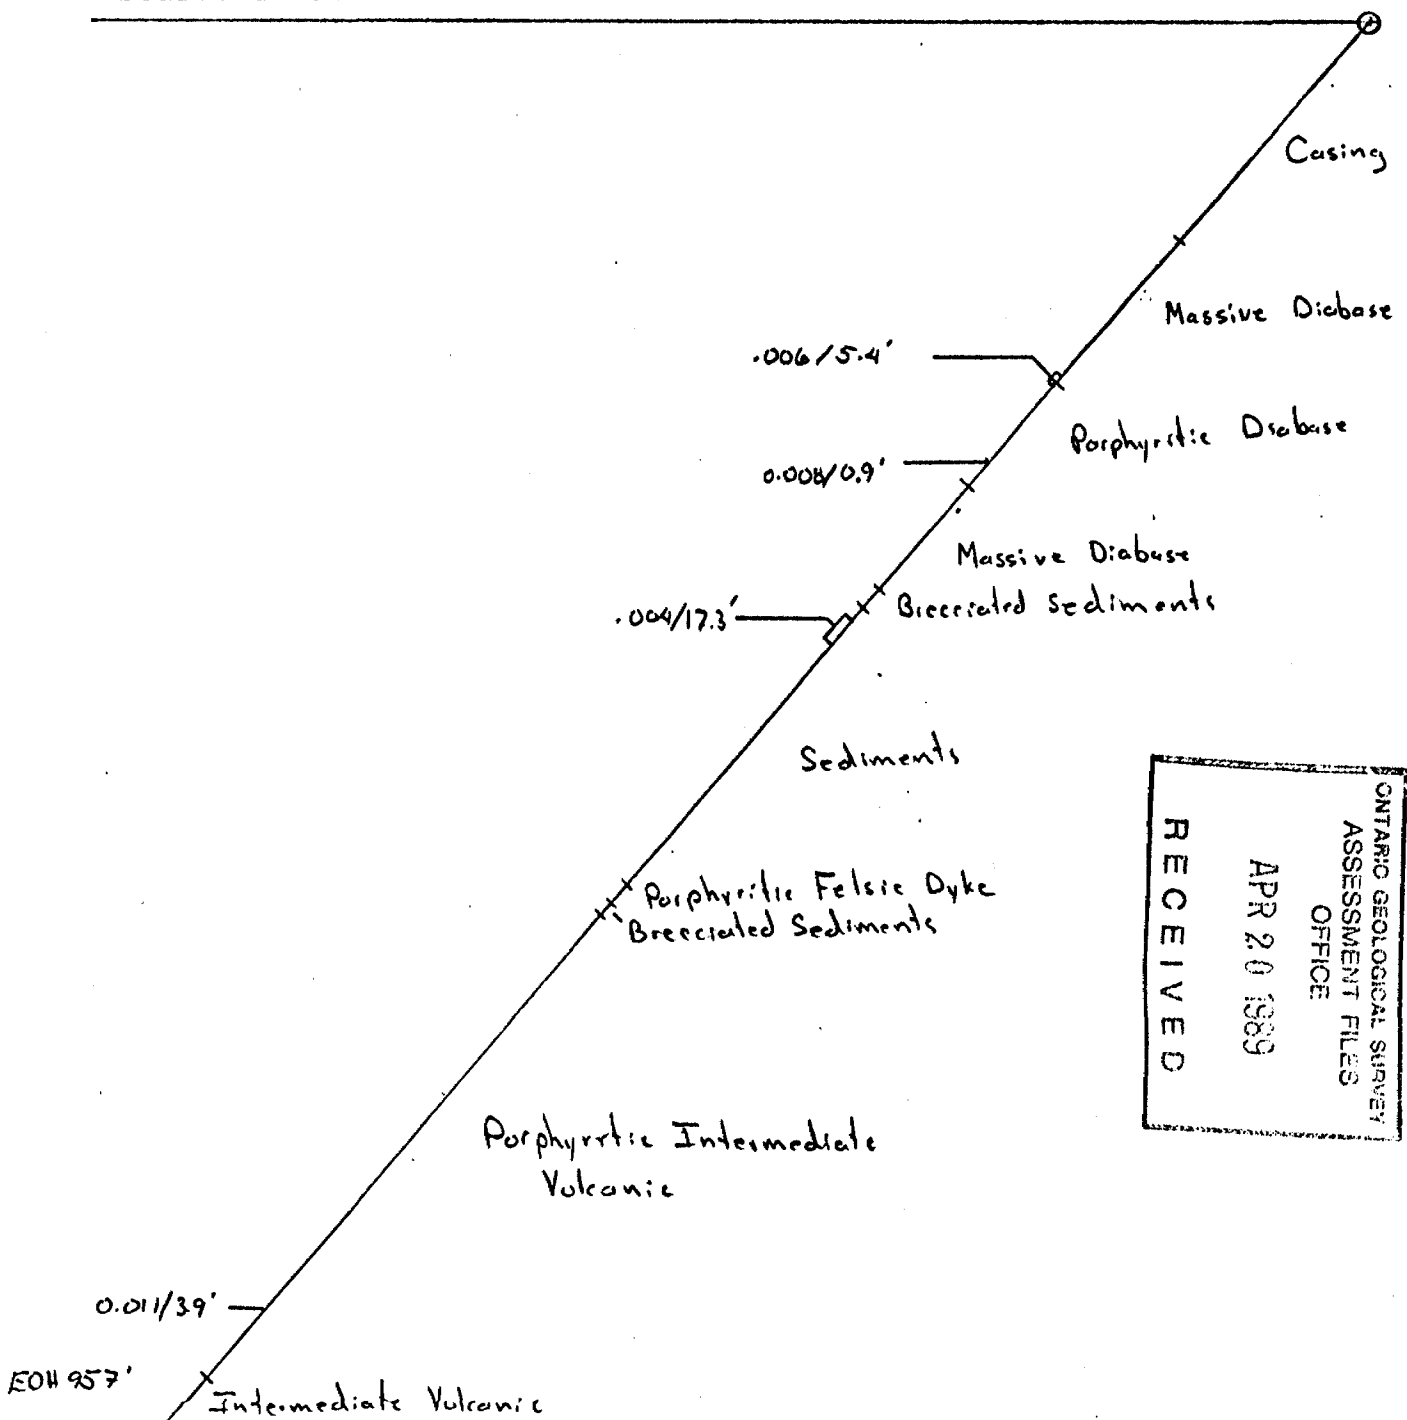 Casing
Massive Diabase
.006/5.4'
Porphyritic Diabase
0.008/0.9'
Massive Diabase
Brecciated Sediments
.004/17.3'
Sediments
ONTARIO GEOLOGICAL SURVEY
ASSESSMENT FILES
OFFICE
APR 20 1989
RECEIVED
Porphyritic Felsic Dyke
Brecciated Sediments
Porphyritic Intermediate
Volcanic
0.011/3.9'
EOH 957'
Intermediate Volcanic